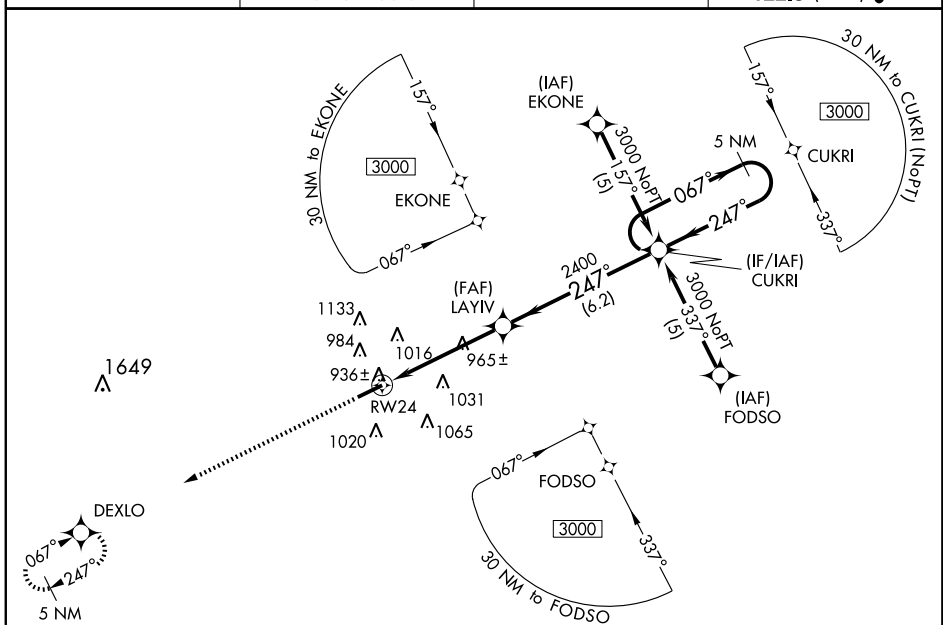 30 NM to EKONE
157°
3000
EKONE
067°
(IAF)
EKONE
3000 NoPT
157°
(5)
5 NM
067°
247°
157°
30 NM to CUKRI (NoPT)
3000
CUKRI
337°
(IF/IAF)
CUKRI
2400
247°
(6.2)
3000 NoPT
337°
(5)
(FAF)
LAYIV
1133
984
1016
965±
936±
1031
RW24
1020
1065
1649
(IAF)
FODSO
067°
FODSO
3000
337°
30 NM to FODSO
DEXLO
067°
247°
5 NM